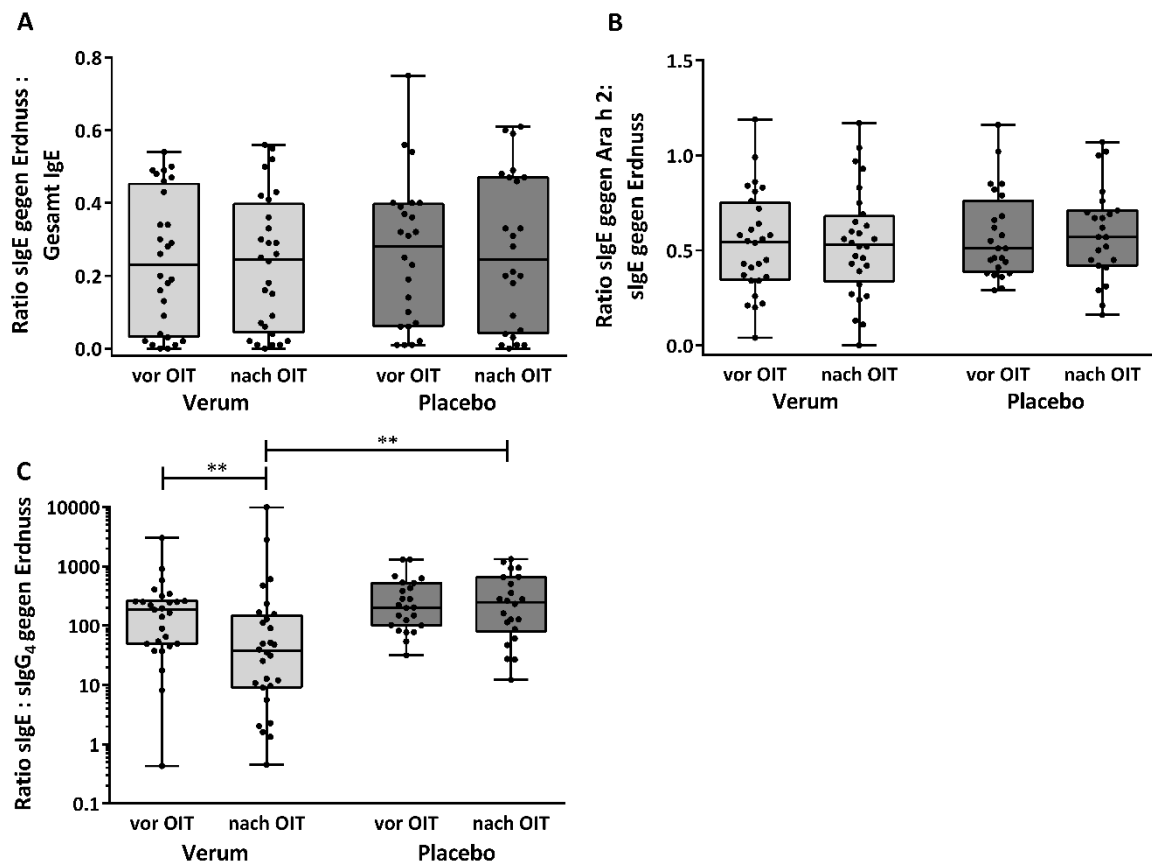 A
Ratio sIgE gegen Erdnuss :
Gesamt IgE
0.8
0.6
0.4
0.2
0.0
vor OIT nach OIT vor OIT nach OIT
Verum Placebo
B
Ratio sIgE gegen Ara h 2:
sIgE gegen Erdnuss
1.5
1.0
0.5
0.0
vor OIT nach OIT vor OIT nach OIT
Verum Placebo
C
**
**
Ratio sIgE : sIgG₄ gegen Erdnuss
10000
1000
100
10
1
0.1
vor OIT nach OIT vor OIT nach OIT
Verum Placebo